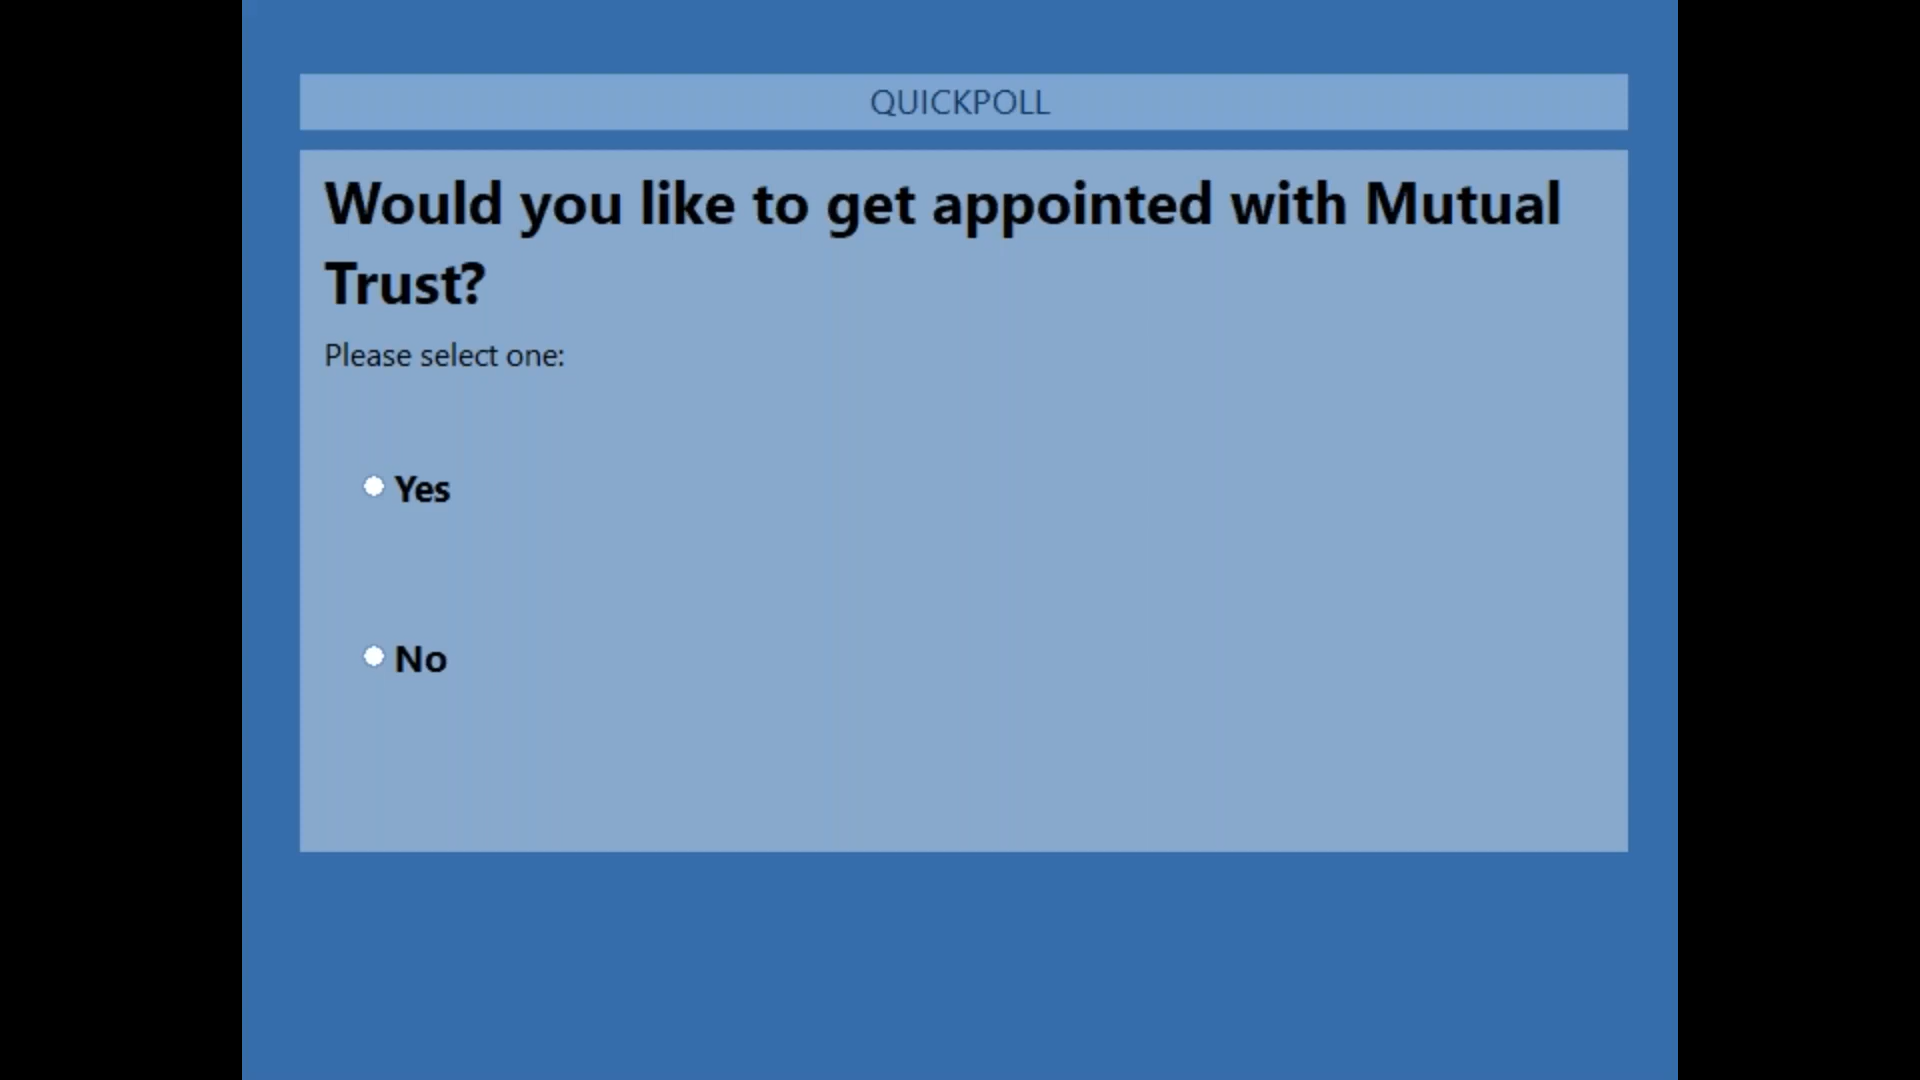 QUICKPOLL
Would you like to get appointed with Mutual
Trust?
Please select one:
Yes
No